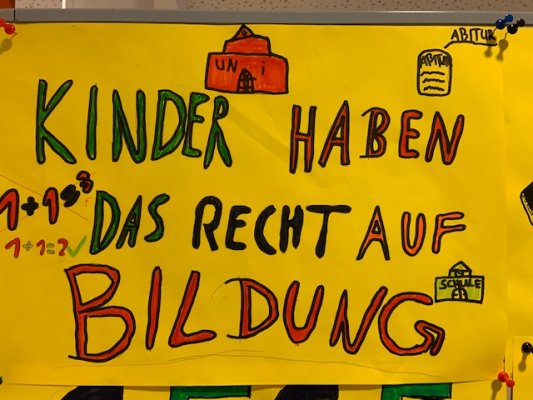 UNi
ABITUR
ABITUR
KINDER HABEN
1+1=3
DAS RECHT AUF
1+1=2✓
SCHULE
BILDUNG